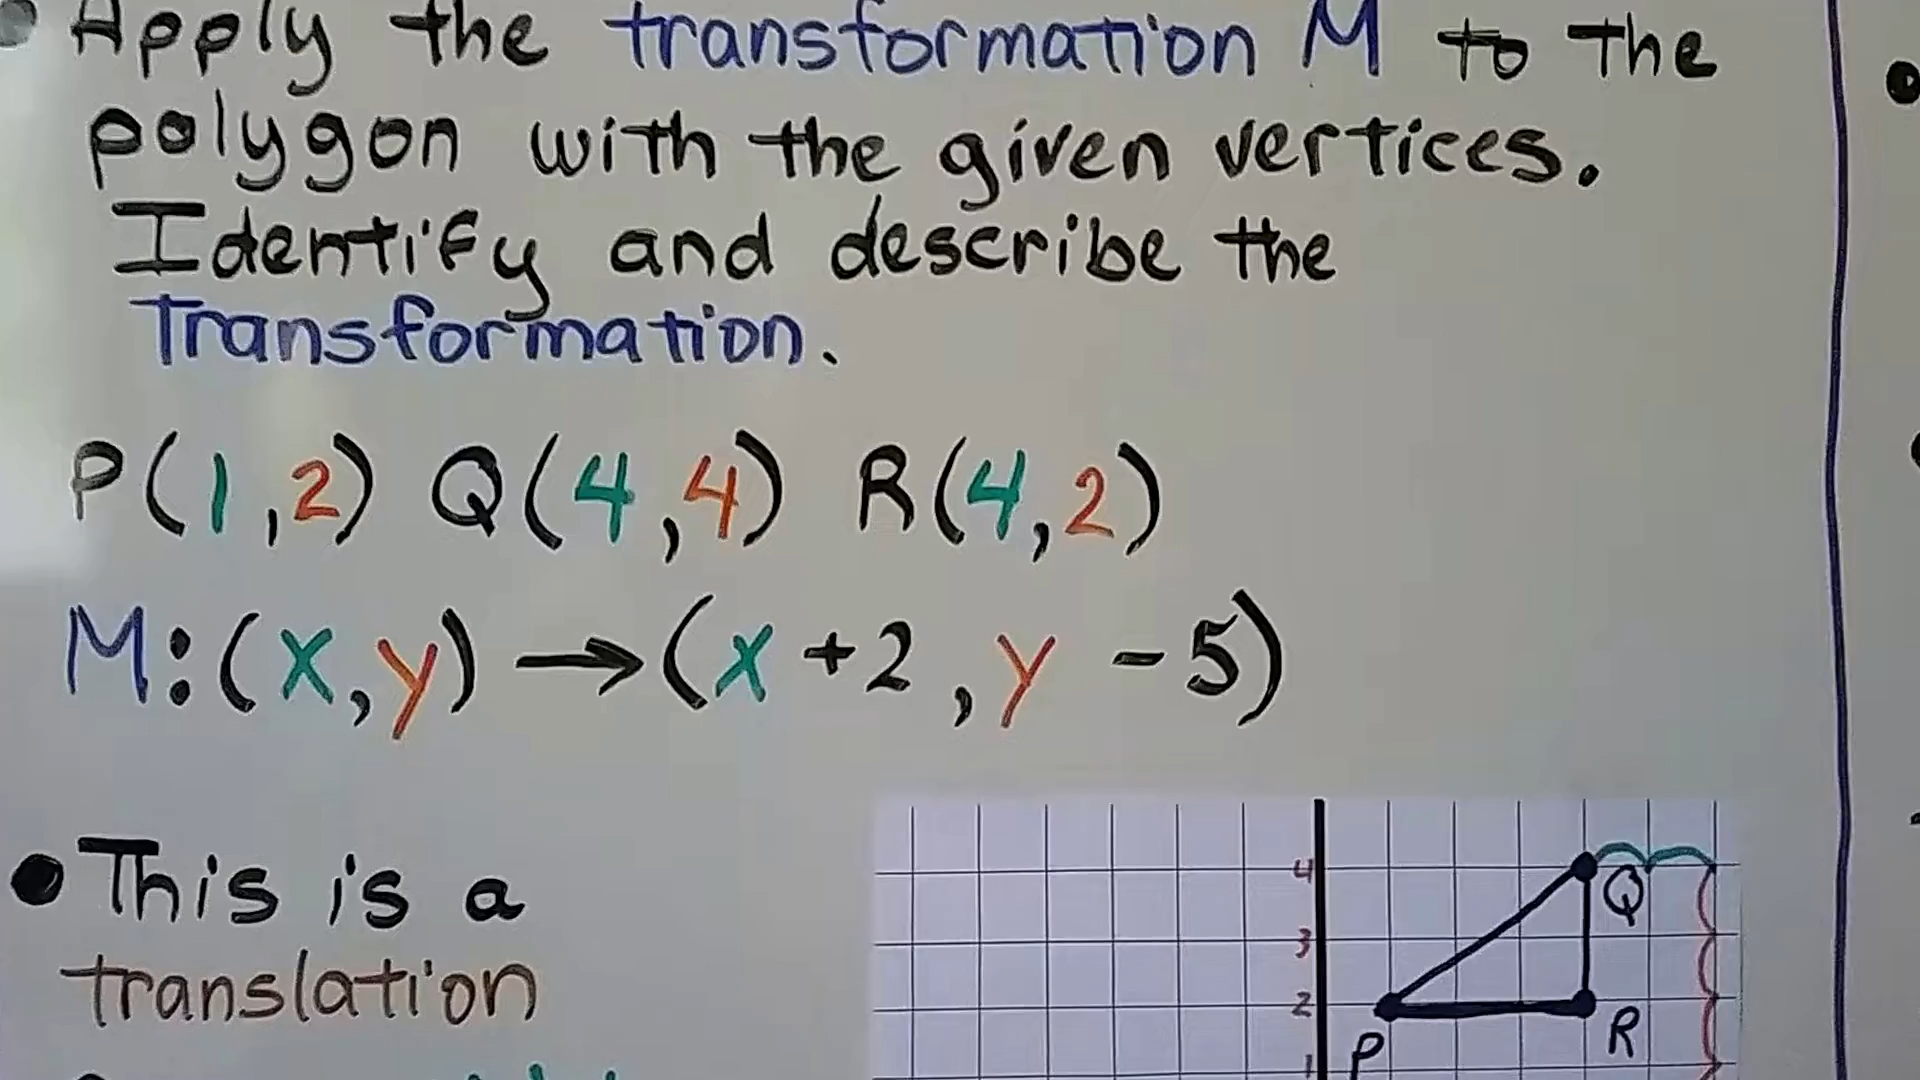 Apply the transformation M to the
polygon with the given vertices.
Identify and describe the
Transformation.
P(1,2) Q(4,4) R(4,2)
M:(x,y)→(x+2,y-5)
This is a
translation
4
Q
3
2
P
R
1